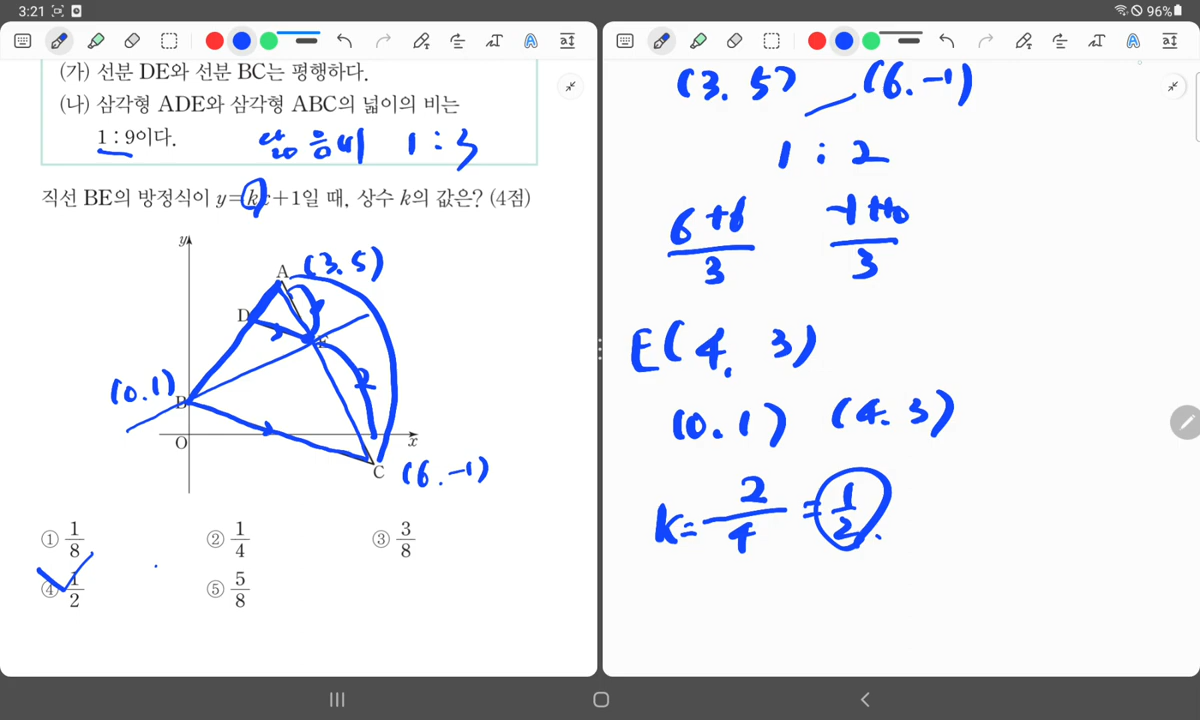 3:21
96%
(가) 선분 DE와 선분 BC는 평행하다.
(나) 삼각형 ADE와 삼각형 ABC의 넓이의 비는
1 : 9이다.
닮음비 1 : 3
직선 BE의 방정식이 y=kx+1일 때, 상수 k의 값은? (4점)
y
A (3. 5)
D
1
E
2
(0. 1)
B
O
x
C (6. -1)
① 1/8
② 1/4
③ 3/8
④ 1/2
⑤ 5/8
(3. 5) (6. -1)
1 : 2
6+6/3 -1+10/3
E(4. 3)
(0. 1) (4. 3)
k= 2/4 = 1/2.